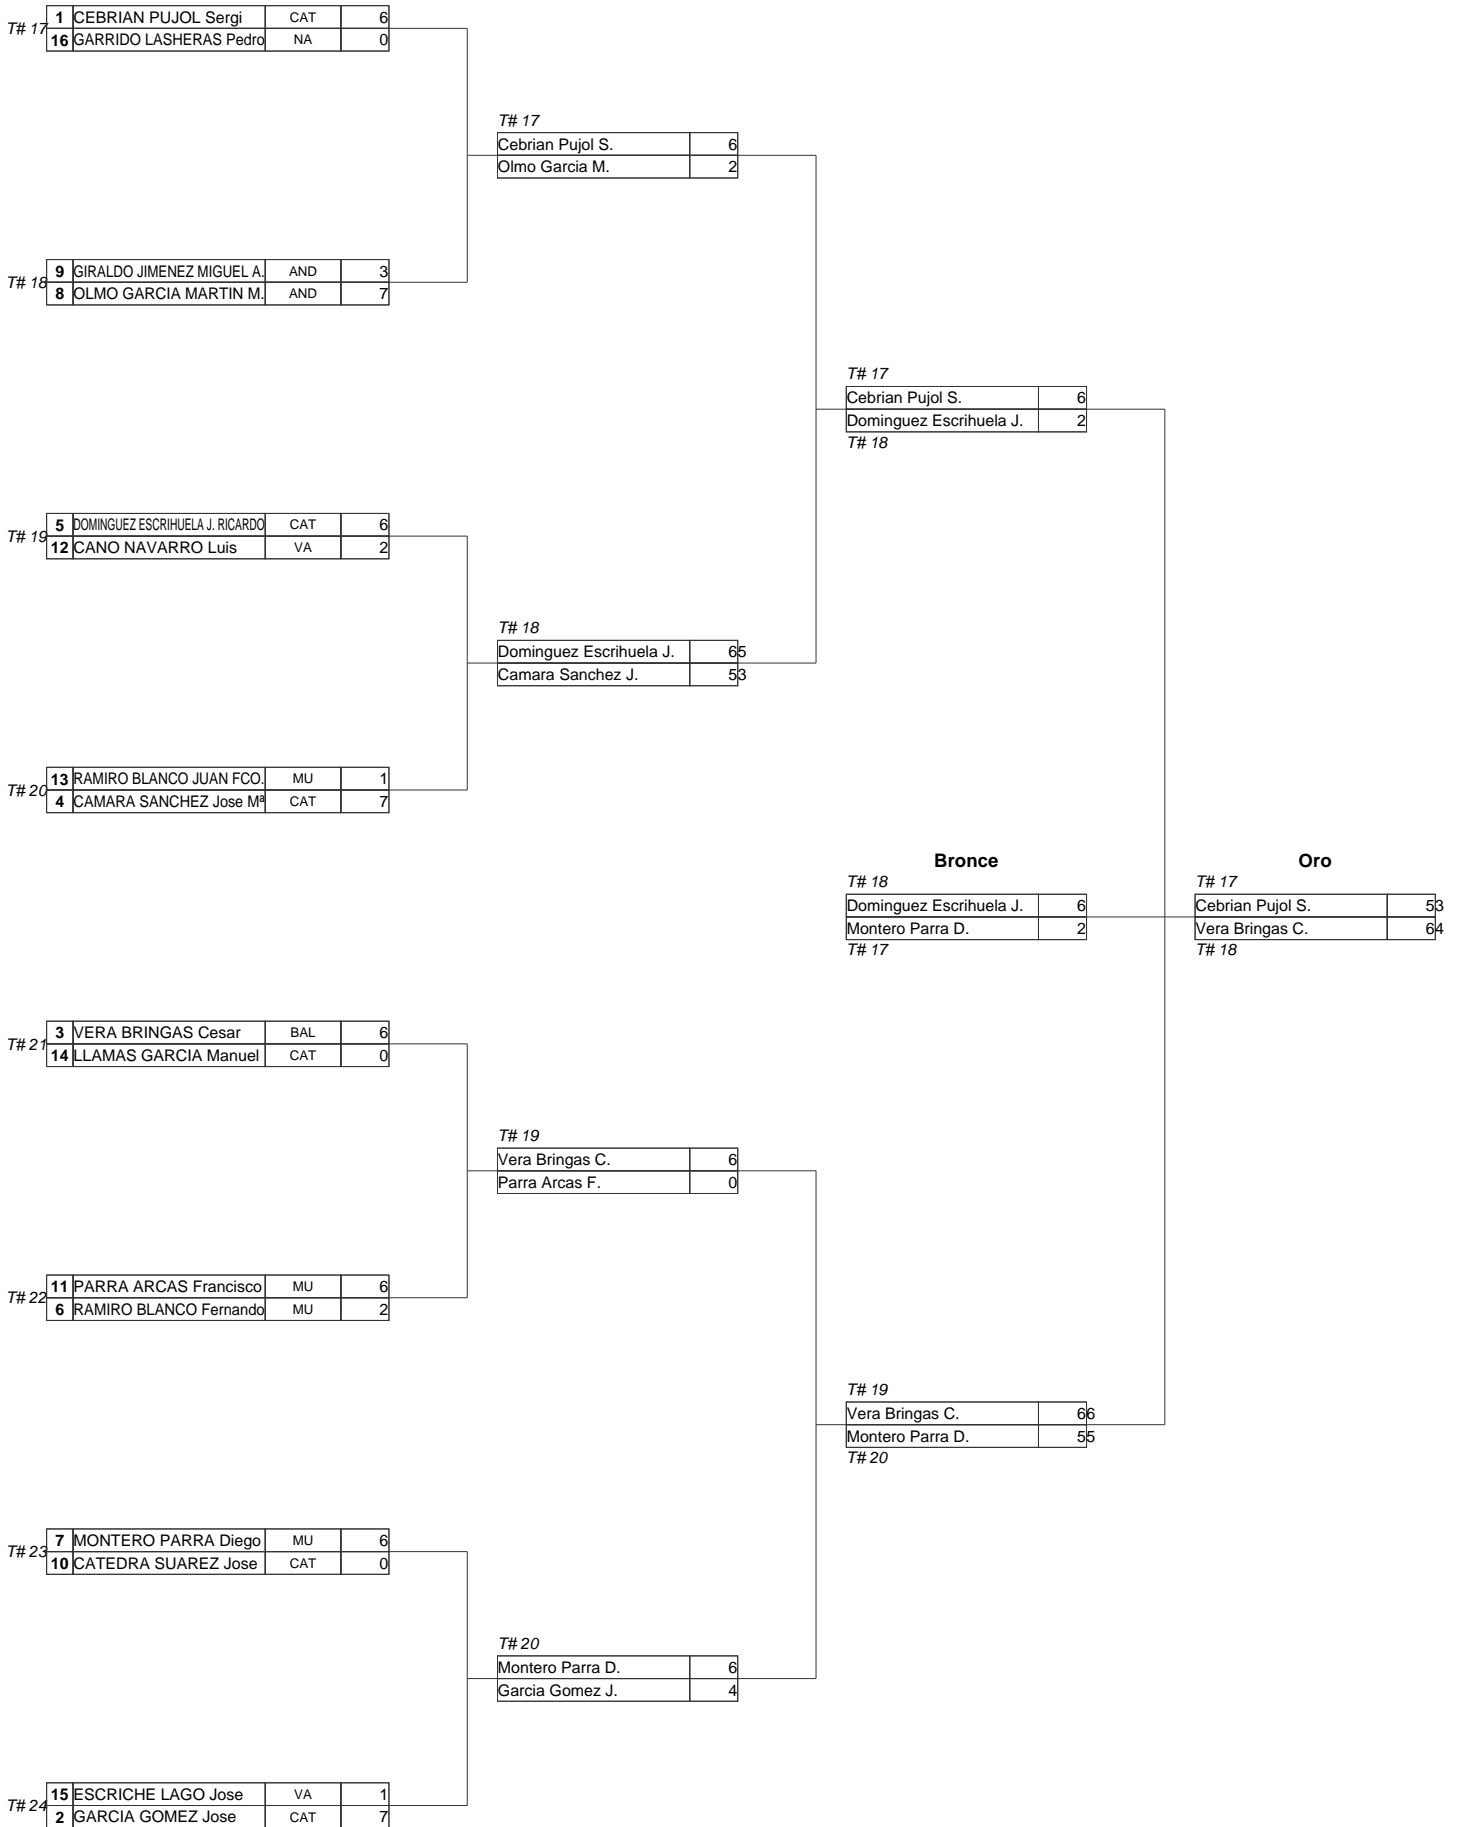 T# 17
1 CEBRIAN PUJOL Sergi CAT 6
16 GARRIDO LASHERAS Pedro NA 0
T# 17
Cebrian Pujol S. 6
Olmo Garcia M. 2
T# 18
9 GIRALDO JIMENEZ MIGUEL A. AND 3
8 OLMO GARCIA MARTIN M. AND 7
T# 17
Cebrian Pujol S. 6
Dominguez Escrihuela J. 2
T# 18
T# 19
5 DOMINGUEZ ESCRIHUELA J. RICARDO CAT 6
12 CANO NAVARRO Luis VA 2
T# 18
Dominguez Escrihuela J. 65
Camara Sanchez J. 53
T# 20
13 RAMIRO BLANCO JUAN FCO. MU 1
4 CAMARA SANCHEZ Jose Mª CAT 7
Bronce
T# 18
Dominguez Escrihuela J. 6
Montero Parra D. 2
T# 17
Oro
T# 17
Cebrian Pujol S. 53
Vera Bringas C. 64
T# 18
T# 21
3 VERA BRINGAS Cesar BAL 6
14 LLAMAS GARCIA Manuel CAT 0
T# 19
Vera Bringas C. 6
Parra Arcas F. 0
T# 22
11 PARRA ARCAS Francisco MU 6
6 RAMIRO BLANCO Fernando MU 2
T# 19
Vera Bringas C. 66
Montero Parra D. 55
T# 20
T# 23
7 MONTERO PARRA Diego MU 6
10 CATEDRA SUAREZ Jose CAT 0
T# 20
Montero Parra D. 6
Garcia Gomez J. 4
T# 24
15 ESCRICHE LAGO Jose VA 1
2 GARCIA GOMEZ Jose CAT 7